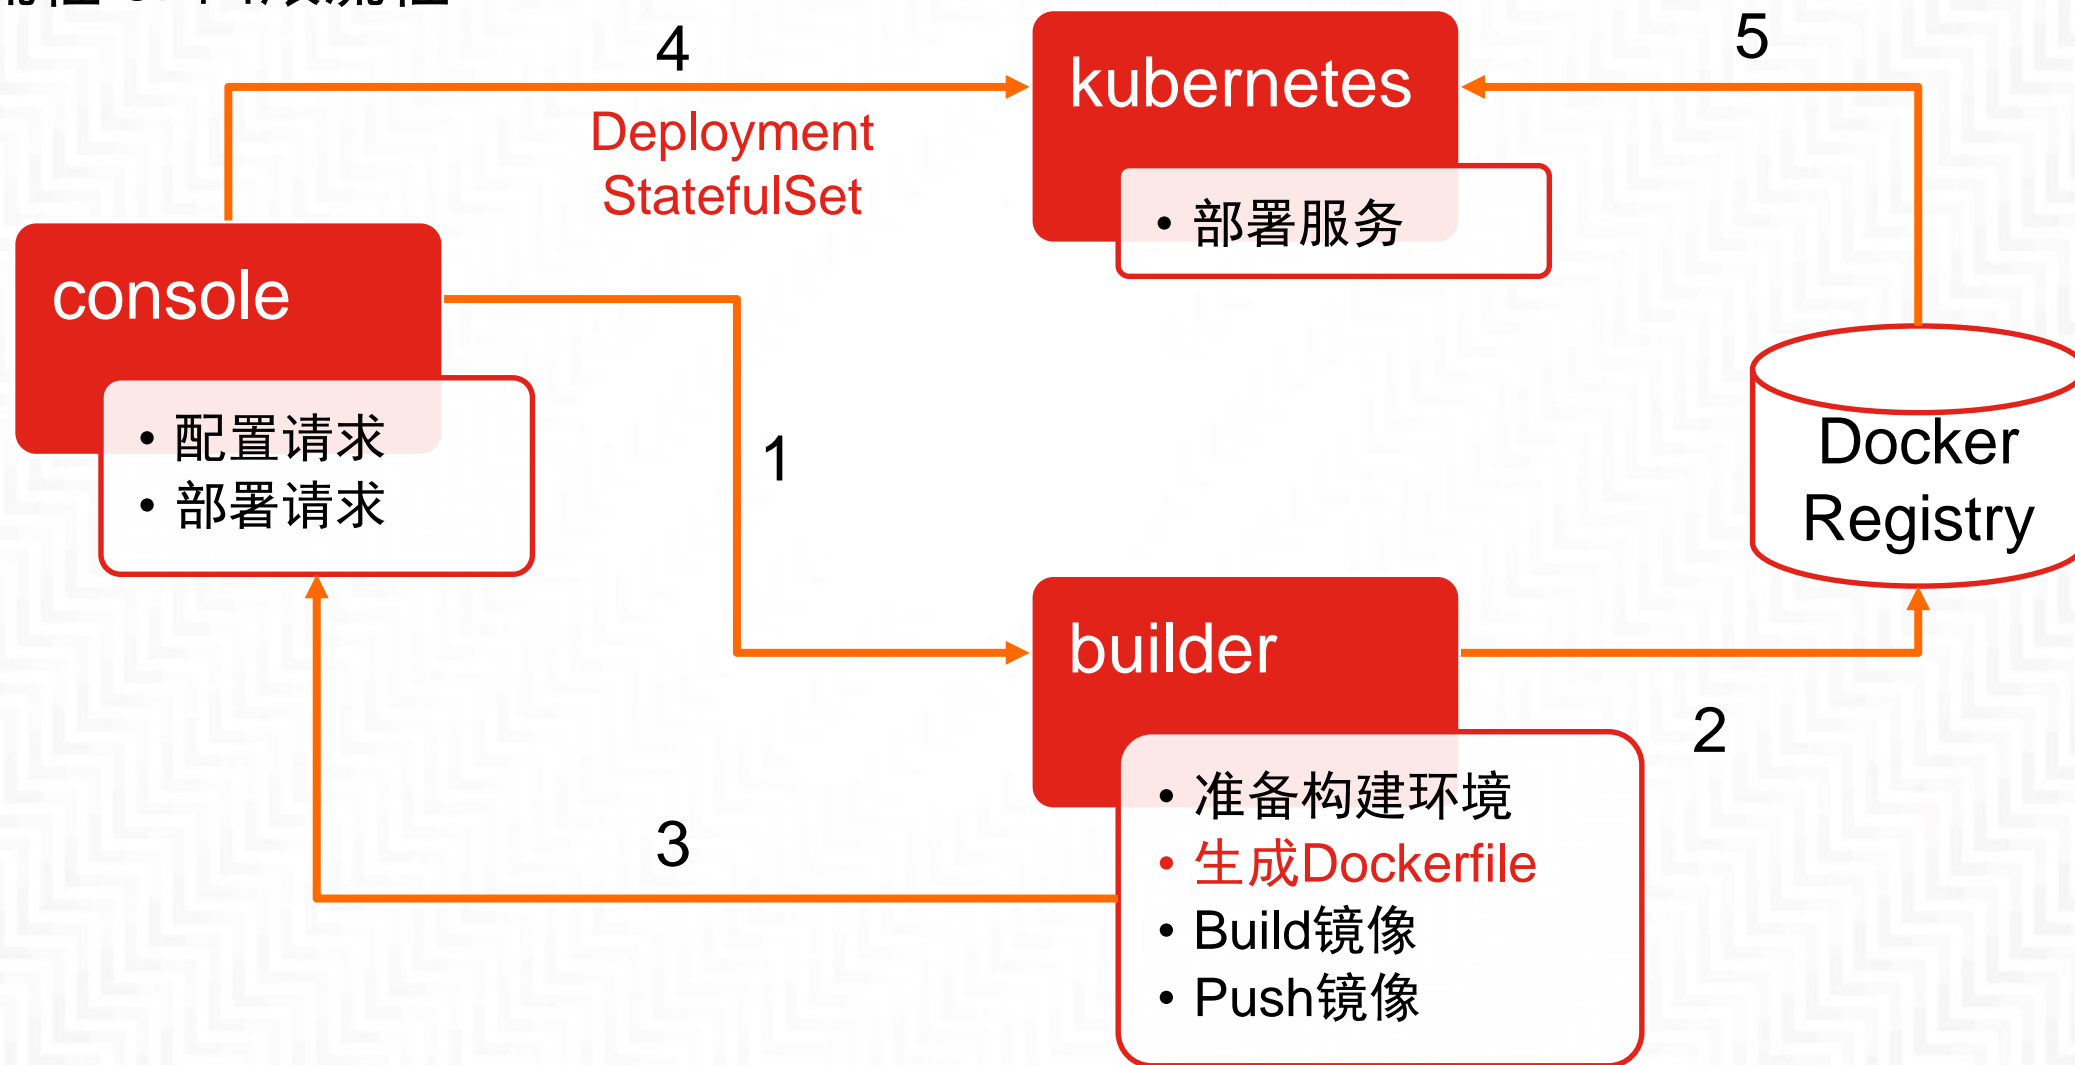 4
5
kubernetes
Deployment
StatefulSet
• 部署服务
console
• 配置请求
• 部署请求
1
Docker
Registry
builder
2
• 准备构建环境
3
• 生成Dockerfile
• Build镜像
• Push镜像